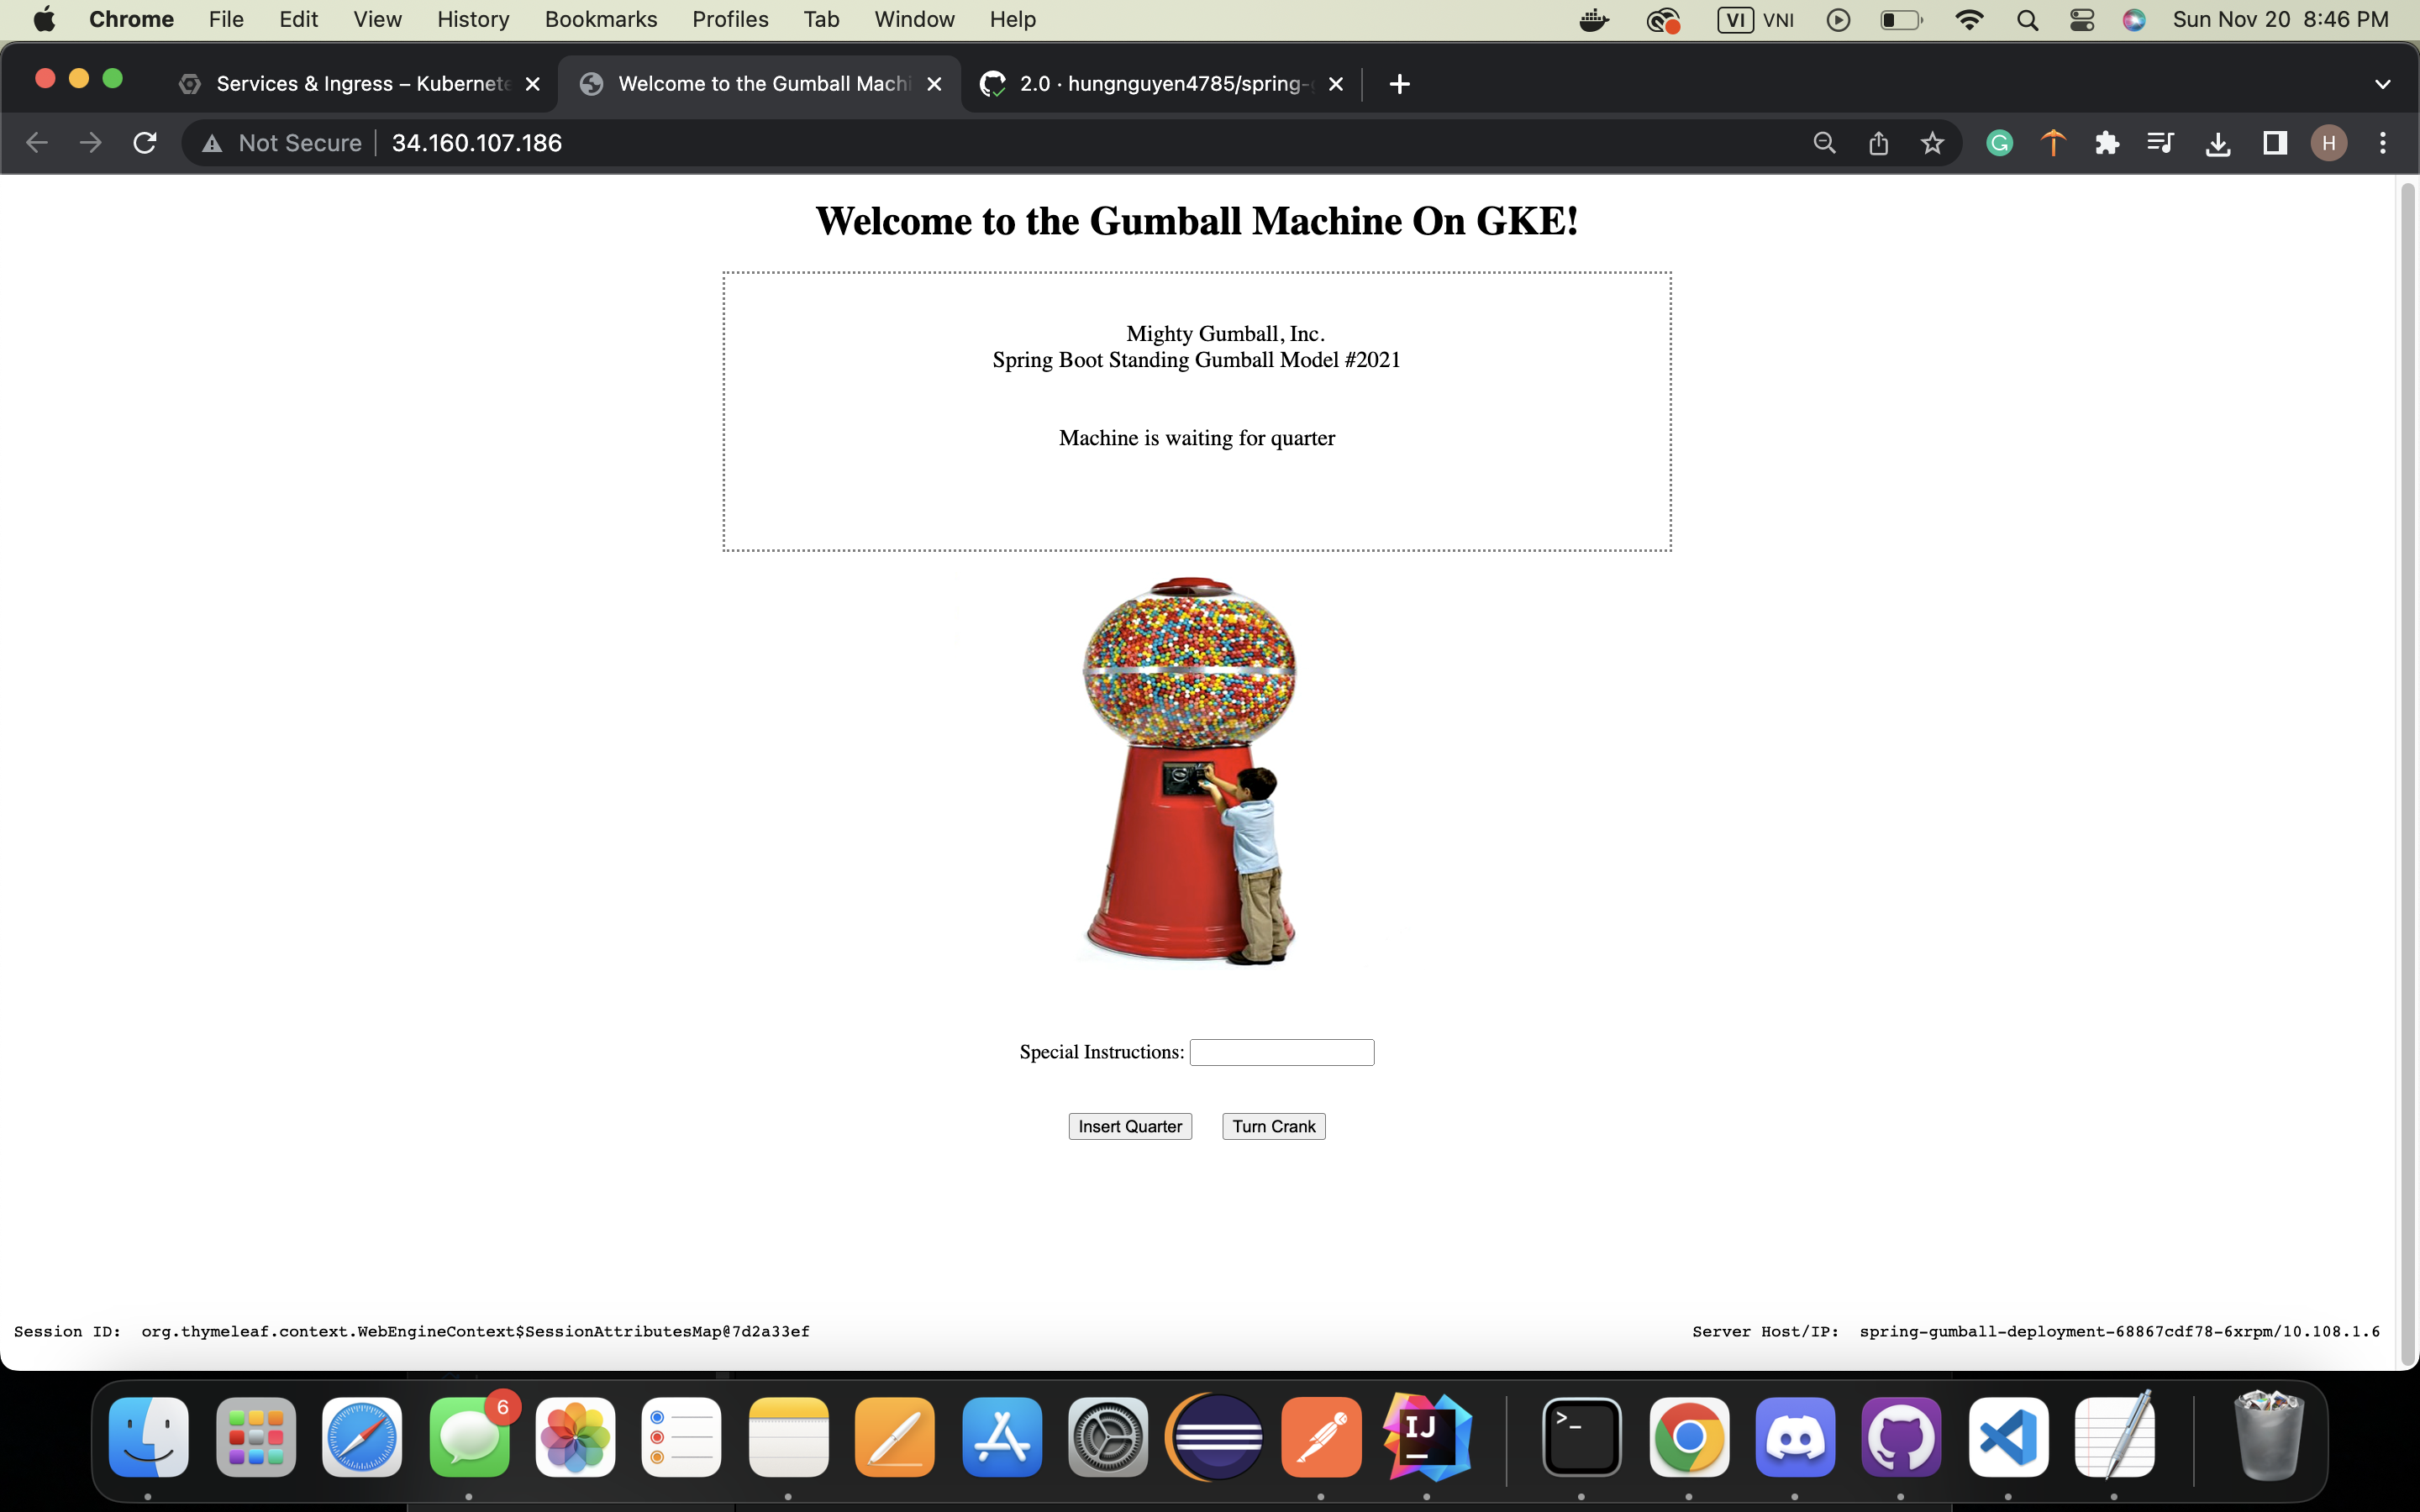 Chrome File Edit View History Bookmarks Profiles Tab Window Help VI VNI Sun Nov 20 8:46 PM
Services & Ingress – Kubernete Welcome to the Gumball Machi 2.0 · hungnguyen4785/spring-
Not Secure 34.160.107.186 G H
Welcome to the Gumball Machine On GKE!
Mighty Gumball, Inc.
Spring Boot Standing Gumball Model #2021
Machine is waiting for quarter
Special Instructions:
Insert Quarter Turn Crank
Session ID: org.thymeleaf.context.WebEngineContext$SessionAttributesMap@7d2a33ef Server Host/IP: spring-gumball-deployment-68867cdf78-6xrpm/10.108.1.6
6 IJ